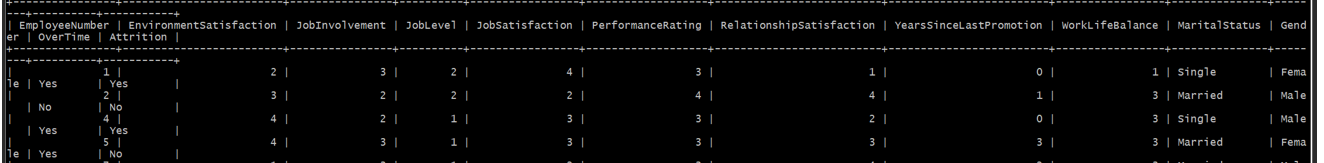 | EmployeeNumber | EnvironmentSatisfaction | JobInvolvement | JobLevel | JobSatisfaction | PerformanceRating | RelationshipSatisfaction | YearsSinceLastPromotion | WorkLifeBalance | MaritalStatus | Gend
er | OverTime | Attrition |
| 1 | 2 | 3 | 2 | 4 | 3 | 1 | 0 | 1 | Single | Fema
le | Yes | Yes |
| 2 | 3 | 2 | 2 | 2 | 4 | 4 | 1 | 3 | Married | Male
| No | No |
| 4 | 4 | 2 | 1 | 3 | 3 | 2 | 0 | 3 | Single | Male
| Yes | Yes |
| 5 | 4 | 3 | 1 | 3 | 3 | 3 | 3 | 3 | Married | Fema
le | Yes | No |